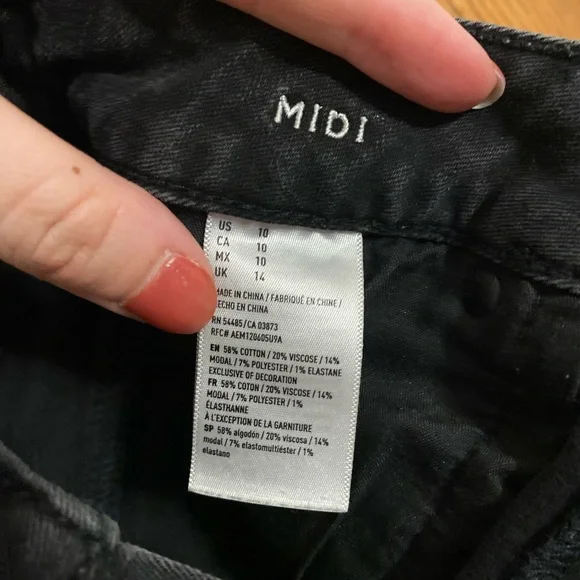 MIDI
US 10
CA 10
MX 10
UK 14
MADE IN CHINA / FABRIQUÉ EN CHINE /
ECHO EN CHINA
RN 54485 / CA 03873
RFC# AEM120605U9A
EN 58% COTTON / 20% VISCOSE / 14%
MODAL / 7% POLYESTER / 1% ELASTANE
EXCLUSIVE OF DECORATION
FR 58% COTON / 20% VISCOSE / 14%
MODAL / 7% POLYESTER / 1%
ÉLASTHANNE
À L'EXCEPTION DE LA GARNITURE
SP 58% algodón / 20% viscosa / 14%
modal / 7% elastomultiéster / 1%
elastano